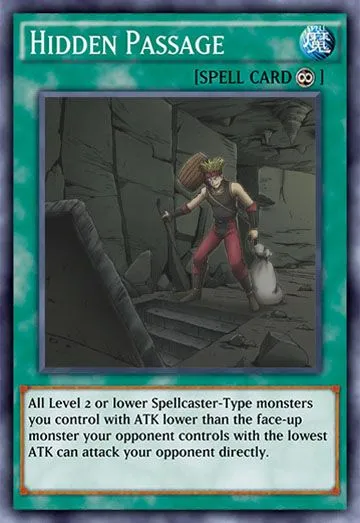 HIDDEN PASSAGE
[SPELL CARD ]
All Level 2 or lower Spellcaster-Type monsters
you control with ATK lower than the face-up
monster your opponent controls with the lowest
ATK can attack your opponent directly.